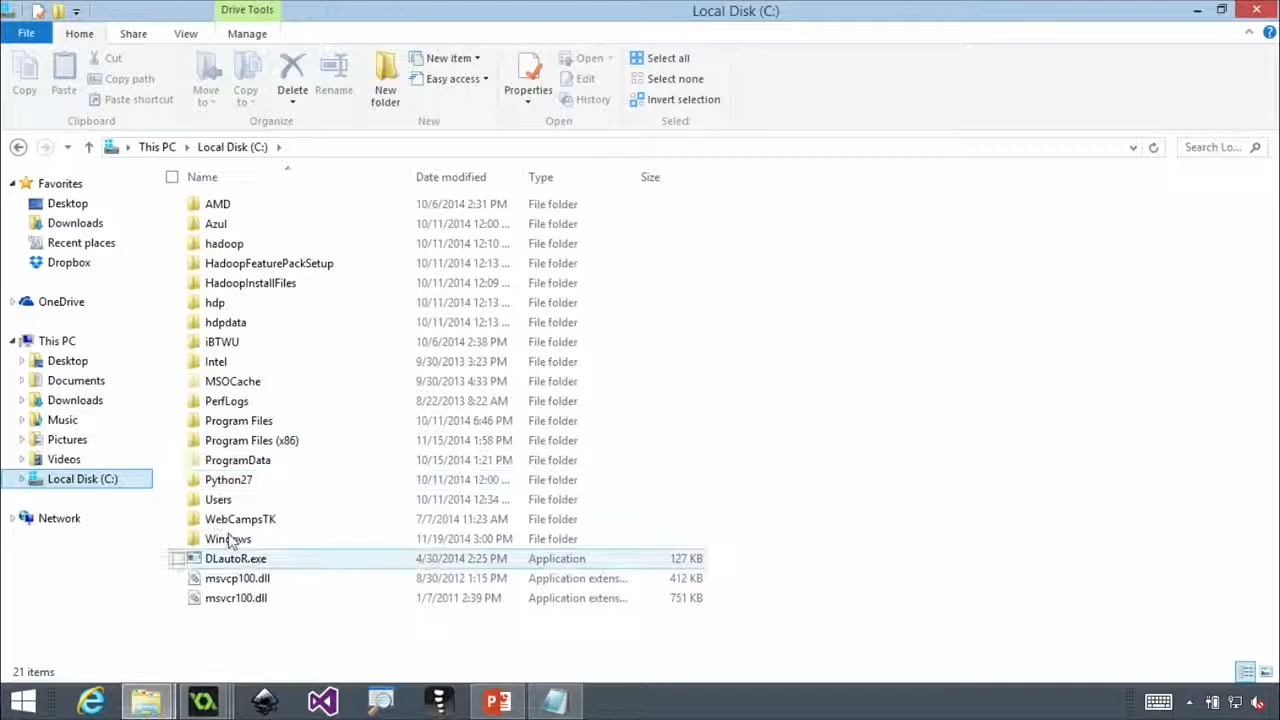 Drive Tools
Local Disk (C:)
File Home Share View Manage
Copy
Paste
Cut
Copy path
Paste shortcut
Clipboard
Move to
Copy to
Delete
Rename
Organize
New folder
New item
Easy access
New
Properties
Open
Edit
History
Open
Select all
Select none
Invert selection
Select
This PC Local Disk (C:)
Search Lo...
Favorites
Desktop
Downloads
Recent places
Dropbox
OneDrive
This PC
Desktop
Documents
Downloads
Music
Pictures
Videos
Local Disk (C:)
Network
Name Date modified Type Size
AMD 10/6/2014 2:31 PM File folder
Azul 10/11/2014 12:00 ... File folder
hadoop 10/11/2014 12:10 ... File folder
HadoopFeaturePackSetup 10/11/2014 12:13 ... File folder
HadoopInstallFiles 10/11/2014 12:09 ... File folder
hdp 10/11/2014 12:13 ... File folder
hdpdata 10/11/2014 12:13 ... File folder
iBTWU 10/6/2014 2:38 PM File folder
Intel 9/30/2013 3:23 PM File folder
MSOCache 9/30/2013 4:33 PM File folder
PerfLogs 8/22/2013 8:22 AM File folder
Program Files 10/11/2014 6:46 PM File folder
Program Files (x86) 11/15/2014 1:58 PM File folder
ProgramData 10/15/2014 1:21 PM File folder
Python27 10/11/2014 12:00 ... File folder
Users 10/11/2014 12:34 ... File folder
WebCampsTK 7/7/2014 11:23 AM File folder
Windows 11/19/2014 3:00 PM File folder
DLautoR.exe 4/30/2014 2:25 PM Application 127 KB
msvcp100.dll 8/30/2012 1:15 PM Application extens... 412 KB
msvcr100.dll 1/7/2011 2:39 PM Application extens... 751 KB
21 items